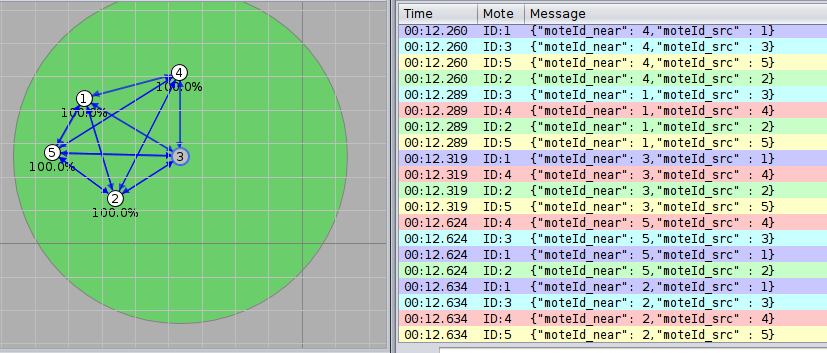 4
100.0%
1
100.0%
5
100.0%
3
2
100.0%
Time Mote Message
00:12.260 ID:1 {"moteId_near": 4,"moteId_src" : 1}
00:12.260 ID:3 {"moteId_near": 4,"moteId_src" : 3}
00:12.260 ID:5 {"moteId_near": 4,"moteId_src" : 5}
00:12.260 ID:2 {"moteId_near": 4,"moteId_src" : 2}
00:12.289 ID:3 {"moteId_near": 1,"moteId_src" : 3}
00:12.289 ID:4 {"moteId_near": 1,"moteId_src" : 4}
00:12.289 ID:2 {"moteId_near": 1,"moteId_src" : 2}
00:12.289 ID:5 {"moteId_near": 1,"moteId_src" : 5}
00:12.319 ID:1 {"moteId_near": 3,"moteId_src" : 1}
00:12.319 ID:4 {"moteId_near": 3,"moteId_src" : 4}
00:12.319 ID:2 {"moteId_near": 3,"moteId_src" : 2}
00:12.319 ID:5 {"moteId_near": 3,"moteId_src" : 5}
00:12.624 ID:4 {"moteId_near": 5,"moteId_src" : 4}
00:12.624 ID:3 {"moteId_near": 5,"moteId_src" : 3}
00:12.624 ID:1 {"moteId_near": 5,"moteId_src" : 1}
00:12.624 ID:2 {"moteId_near": 5,"moteId_src" : 2}
00:12.634 ID:1 {"moteId_near": 2,"moteId_src" : 1}
00:12.634 ID:3 {"moteId_near": 2,"moteId_src" : 3}
00:12.634 ID:4 {"moteId_near": 2,"moteId_src" : 4}
00:12.634 ID:5 {"moteId_near": 2,"moteId_src" : 5}